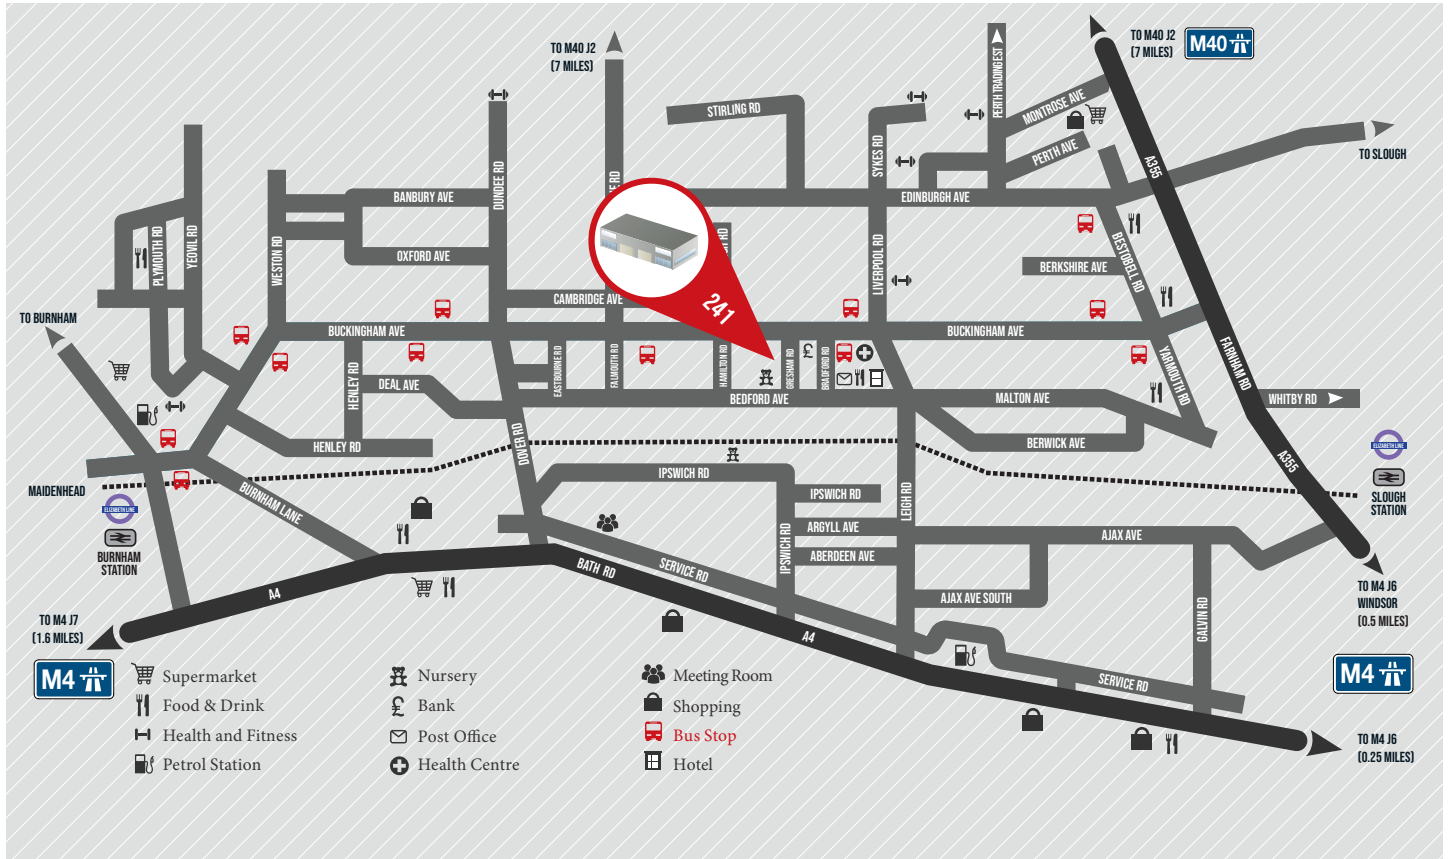 TO M40 J2
(7 MILES)
TO M40 J2
(7 MILES)
M40
PERTH TRADING EST
MONTROSE AVE
STIRLING RD
SYKES RD
PERTH AVE
A355
TO SLOUGH
DUNDEE RD
BANBURY AVE
EDINBURGH AVE
PLYMOUTH RD
YEOVIL RD
WESTON RD
OXFORD AVE
LIVERPOOL RD
BERKSHIRE AVE
BESTOBELL RD
CAMBRIDGE AVE
241
TO BURNHAM
BUCKINGHAM AVE
BUCKINGHAM AVE
HENLEY RD
DEAL AVE
EASTBOURNE RD
FALMOUTH RD
HAMILTON RD
GRESHAM RD
BRADFORD RD
YARMOUTH RD
FARNHAM RD
BEDFORD AVE
MALTON AVE
WHITBY RD
HENLEY RD
DOVER RD
BERWICK AVE
A355
ELIZABETH LINE
MAIDENHEAD
ELIZABETH LINE
BURNHAM
STATION
BURNHAM LANE
IPSWICH RD
IPSWICH RD
IPSWICH RD
LEIGH RD
ARGYLL AVE
ABERDEEN AVE
AJAX AVE
SLOUGH
STATION
BATH RD
SERVICE RD
AJAX AVE SOUTH
GALVIN RD
TO M4 J6
WINDSOR
(0.5 MILES)
A4
A4
TO M4 J7
(1.6 MILES)
M4
M4
SERVICE RD
TO M4 J6
(0.25 MILES)
Supermarket
Food & Drink
Health and Fitness
Petrol Station
Nursery
Bank
Post Office
Health Centre
Meeting Room
Shopping
Bus Stop
Hotel